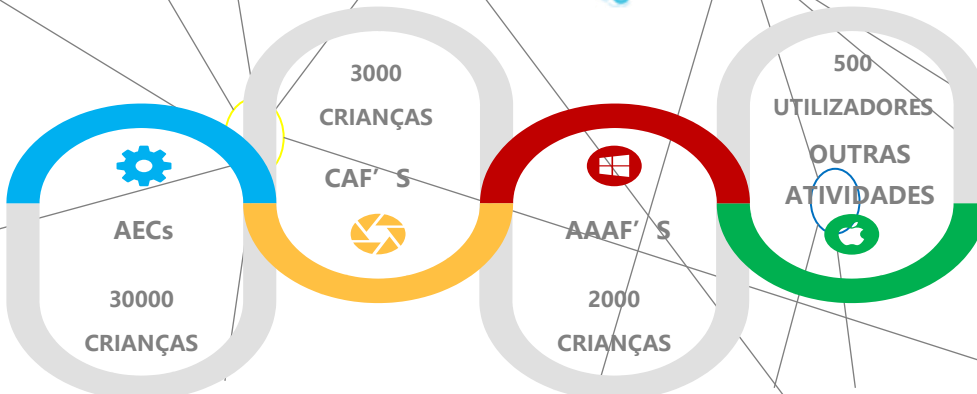 AECs
30000
CRIANÇAS
3000
CRIANÇAS
CAF’ S
AAAF’ S
2000
CRIANÇAS
500
UTILIZADORES
OUTRAS
ATIVIDADES